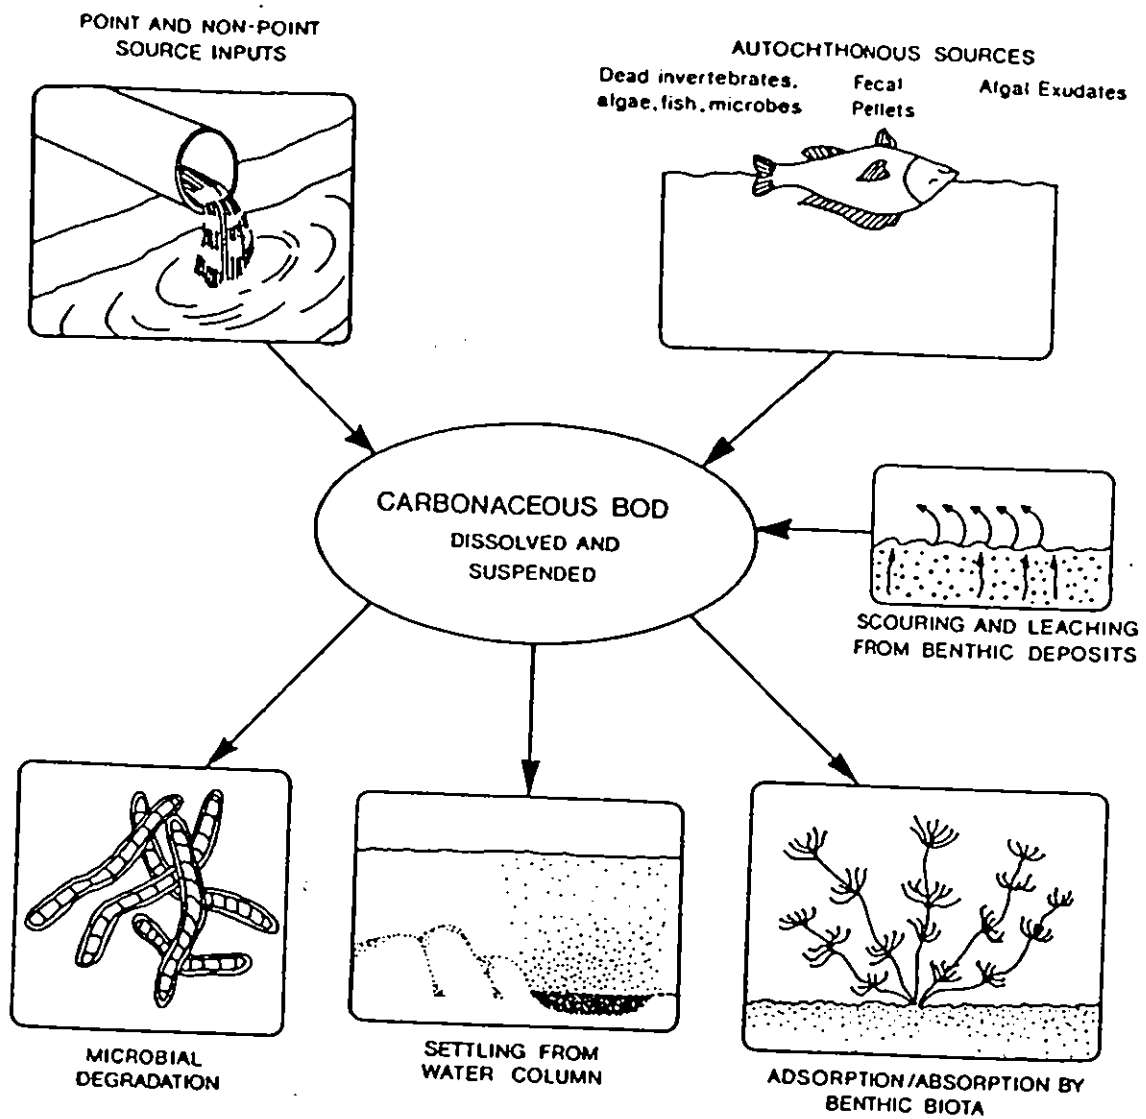 POINT AND NON-POINT
SOURCE INPUTS
AUTOCHTHONOUS SOURCES
Dead invertebrates,
algae, fish, microbes
Fecal
Pellets
Algal Exudates
CARBONACEOUS BOD
DISSOLVED AND
SUSPENDED
SCOURING AND LEACHING
FROM BENTHIC DEPOSITS
MICROBIAL
DEGRADATION
SETTLING FROM
WATER COLUMN
ADSORPTION/ABSORPTION BY
BENTHIC BIOTA